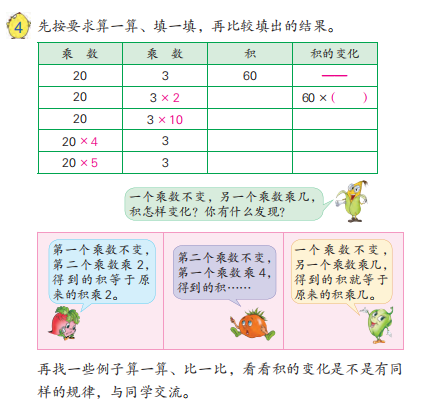 4 先按要求算一算、填一填，再比较填出的结果。
乘 数 乘 数 积 积的变化
20 3 60 ——
20 3 × 2 60 × ( )
20 3 × 10
20 × 4 3
20 × 5 3
一个乘数不变，另一个乘数乘几，
积怎样变化？你有什么发现？
第一个乘数不变，
第二个乘数乘 2，
得到的积等于原
来的积乘 2。
第二个乘数不变，
第一个乘数乘 4，
得到的积……
一个乘数不变，
另一个乘数乘几，
得到的积就等于
原来的积乘几。
再找一些例子算一算、比一比，看看积的变化是不是有同
样的规律，与同学交流。